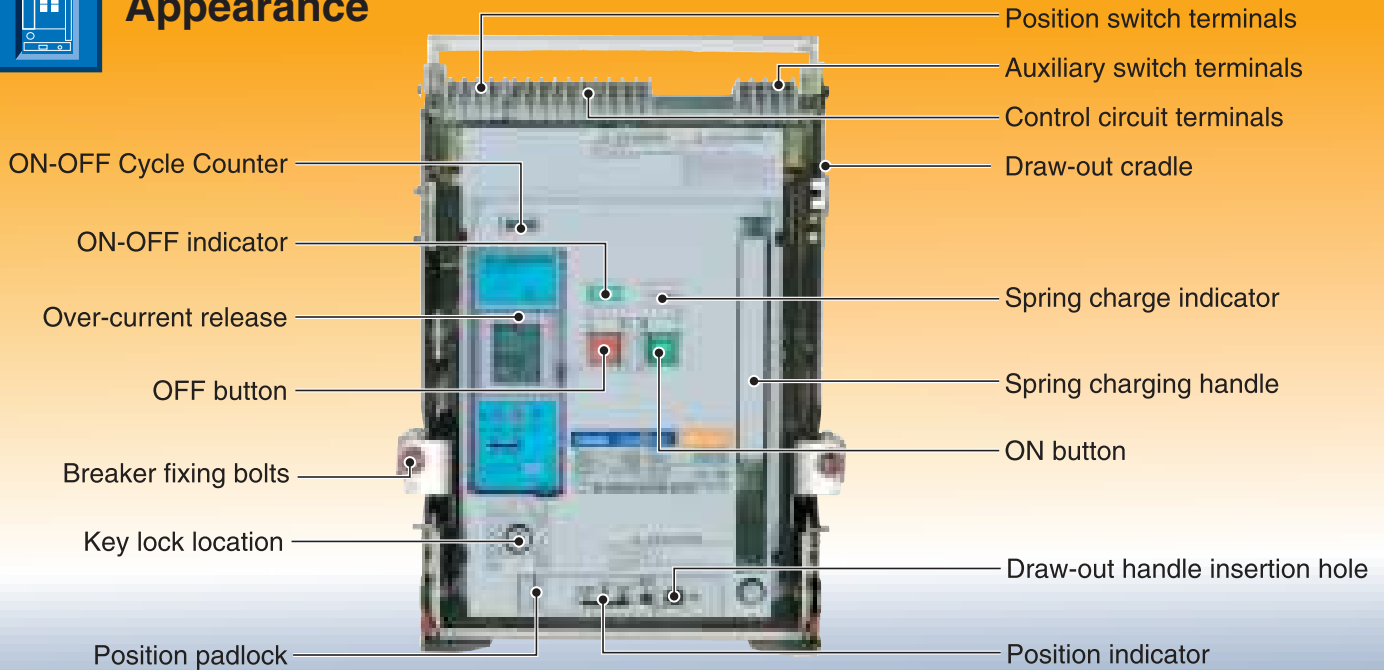 Appearance
Position switch terminals
Auxiliary switch terminals
Control circuit terminals
Draw-out cradle
ON-OFF Cycle Counter
ON-OFF indicator
Over-current release
OFF button
Breaker fixing bolts
Key lock location
Position padlock
Spring charge indicator
Spring charging handle
ON button
Draw-out handle insertion hole
Position indicator